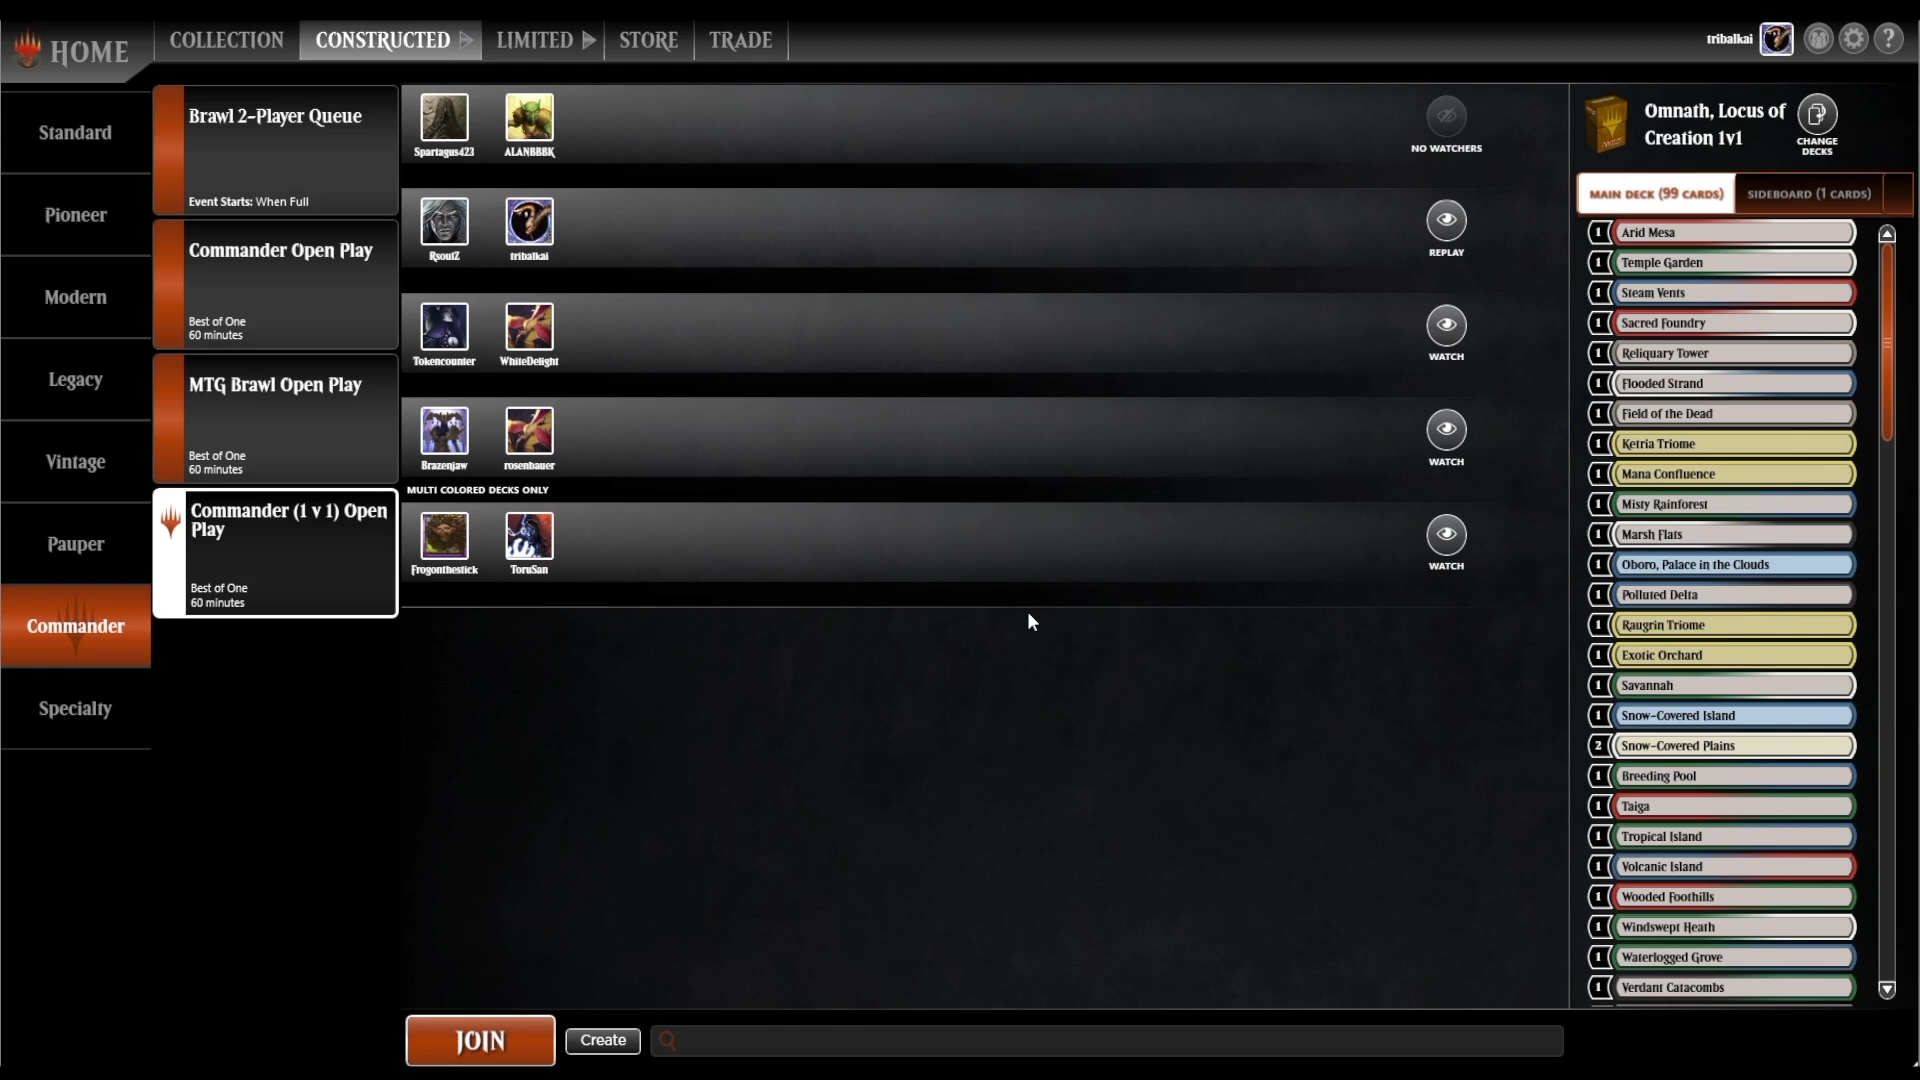 HOME
COLLECTION
CONSTRUCTED
LIMITED
STORE
TRADE
tribalkai
?
Standard
Pioneer
Modern
Legacy
Vintage
Pauper
Commander
Specialty
Brawl 2-Player Queue
Event Starts: When Full
Commander Open Play
Best of One
60 minutes
MTG Brawl Open Play
Best of One
60 minutes
Commander (1 v 1) Open
Play
Best of One
60 minutes
Spartagus423
ALANBBBK
NO WATCHERS
RsoulZ
tribalkai
REPLAY
Tokencounter
WhiteDelight
WATCH
Brazenjaw
rosenbauer
WATCH
MULTI COLORED DECKS ONLY
Frogonthestick
ToruSan
WATCH
JOIN
Create
Omnath, Locus of
Creation 1v1
CHANGE
DECKS
MAIN DECK (99 CARDS)
SIDEBOARD (1 CARDS)
1 Arid Mesa
1 Temple Garden
1 Steam Vents
1 Sacred Foundry
1 Reliquary Tower
1 Flooded Strand
1 Field of the Dead
1 Ketria Triome
1 Mana Confluence
1 Misty Rainforest
1 Marsh Flats
1 Oboro, Palace in the Clouds
1 Polluted Delta
1 Raugrin Triome
1 Exotic Orchard
1 Savannah
1 Snow-Covered Island
2 Snow-Covered Plains
1 Breeding Pool
1 Taiga
1 Tropical Island
1 Volcanic Island
1 Wooded Foothills
1 Windswept Heath
1 Waterlogged Grove
1 Verdant Catacombs